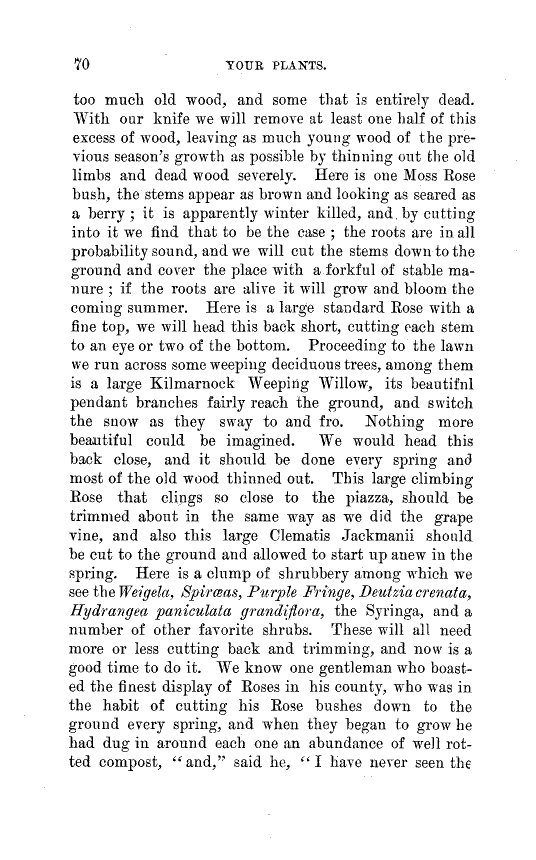 70 YOUR PLANTS.
too much old wood, and some that is entirely dead.
With our knife we will remove at least one half of this
excess of wood, leaving as much young wood of the pre-
vious season's growth as possible by thinning out the old
limbs and dead wood severely. Here is one Moss Rose
bush, the stems appear as brown and looking as seared as
a berry ; it is apparently winter killed, and by cutting
into it we find that to be the case ; the roots are in all
probability sound, and we will cut the stems down to the
ground and cover the place with a forkful of stable ma-
nure ; if the roots are alive it will grow and bloom the
coming summer. Here is a large standard Rose with a
fine top, we will head this back short, cutting each stem
to an eye or two of the bottom. Proceeding to the lawn
we run across some weeping deciduous trees, among them
is a large Kilmarnock Weeping Willow, its beautifnl
pendant branches fairly reach the ground, and switch
the snow as they sway to and fro. Nothing more
beautiful could be imagined. We would head this
back close, and it should be done every spring and
most of the old wood thinned out. This large climbing
Rose that clings so close to the piazza, should be
trimmed about in the same way as we did the grape
vine, and also this large Clematis Jackmanii should
be cut to the ground and allowed to start up anew in the
spring. Here is a clump of shrubbery among which we
see the Weigela, Spiræas, Purple Fringe, Deutzia crenata,
Hydrangea paniculata grandiflora, the Syringa, and a
number of other favorite shrubs. These will all need
more or less cutting back and trimming, and now is a
good time to do it. We know one gentleman who boast-
ed the finest display of Roses in his county, who was in
the habit of cutting his Rose bushes down to the
ground every spring, and when they began to grow he
had dug in around each one an abundance of well rot-
ted compost, “and,” said he, “I have never seen the